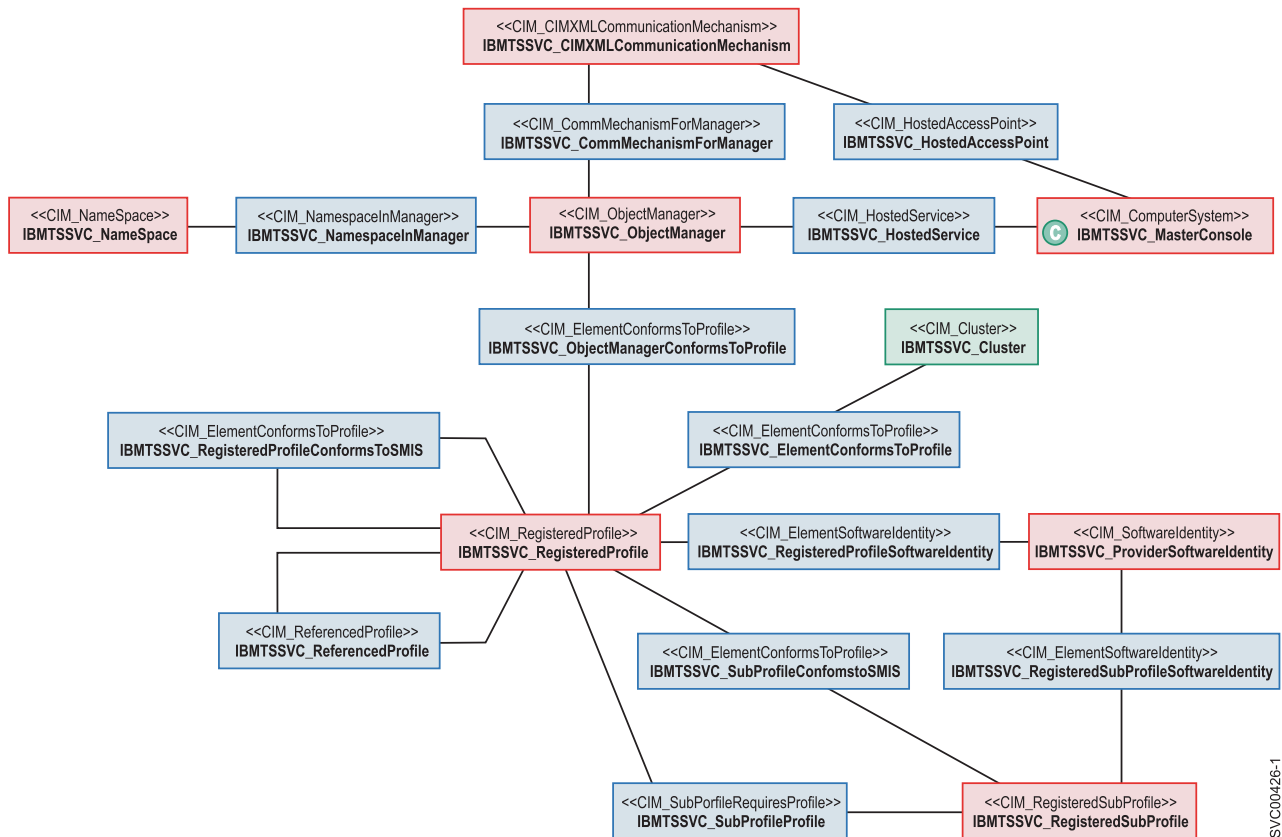 <<CIM_CIMXMLCommunicationMechanism>>
IBMTSSVC_CIMXMLCommunicationMechanism
<<CIM_CommMechanismForManager>>
IBMTSSVC_CommMechanismForManager
<<CIM_HostedAccessPoint>>
IBMTSSVC_HostedAccessPoint
<<CIM_NameSpace>>
IBMTSSVC_NameSpace
<<CIM_NamespaceInManager>>
IBMTSSVC_NamespaceInManager
<<CIM_ObjectManager>>
IBMTSSVC_ObjectManager
<<CIM_HostedService>>
IBMTSSVC_HostedService
C
<<CIM_ComputerSystem>>
IBMTSSVC_MasterConsole
<<CIM_ElementConformsToProfile>>
IBMTSSVC_ObjectManagerConformsToProfile
<<CIM_Cluster>>
IBMTSSVC_Cluster
<<CIM_ElementConformsToProfile>>
IBMTSSVC_RegisteredProfileConformsToSMIS
<<CIM_ElementConformsToProfile>>
IBMTSSVC_ElementConformsToProfile
<<CIM_RegisteredProfile>>
IBMTSSVC_RegisteredProfile
<<CIM_ElementSoftwareIdentity>>
IBMTSSVC_RegisteredProfileSoftwareIdentity
<<CIM_SoftwareIdentity>>
IBMTSSVC_ProviderSoftwareIdentity
<<CIM_ReferencedProfile>>
IBMTSSVC_ReferencedProfile
<<CIM_ElementConformsToProfile>>
IBMTSSVC_SubProfileConfomstoSMIS
<<CIM_ElementSoftwareIdentity>>
IBMTSSVC_RegisteredSubProfileSoftwareIdentity
<<CIM_SubPorfileRequiresProfile>>
IBMTSSVC_SubProfileProfile
<<CIM_RegisteredSubProfile>>
IBMTSSVC_RegisteredSubProfile
SVC00426-1